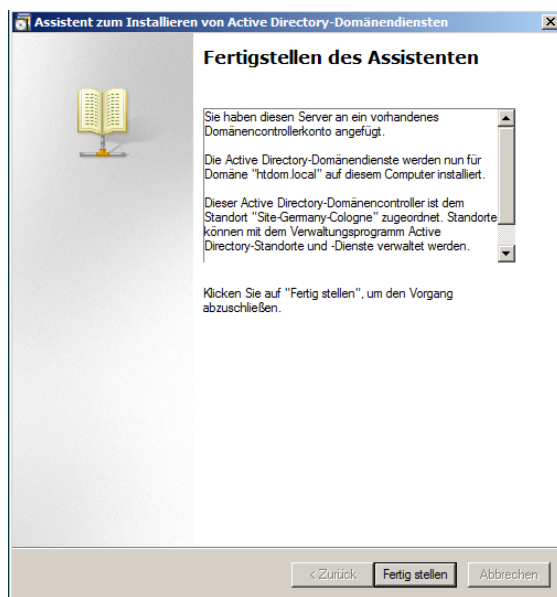 Assistent zum Installieren von Active Directory-Domänendiensten
Fertigstellen des Assistenten
Sie haben diesen Server an ein vorhandenes
Domänencontrollerkonto angefügt.
Die Active Directory-Domänendienste werden nun für
Domäne "htdom.local" auf diesem Computer installiert.
Dieser Active Directory-Domänencontroller ist dem
Standort "Site-Germany-Cologne" zugeordnet. Standorte
können mit dem Verwaltungsprogramm Active
Directory-Standorte und -Dienste verwaltet werden.
Klicken Sie auf "Fertig stellen", um den Vorgang
abzuschließen.
< Zurück
Fertig stellen
Abbrechen